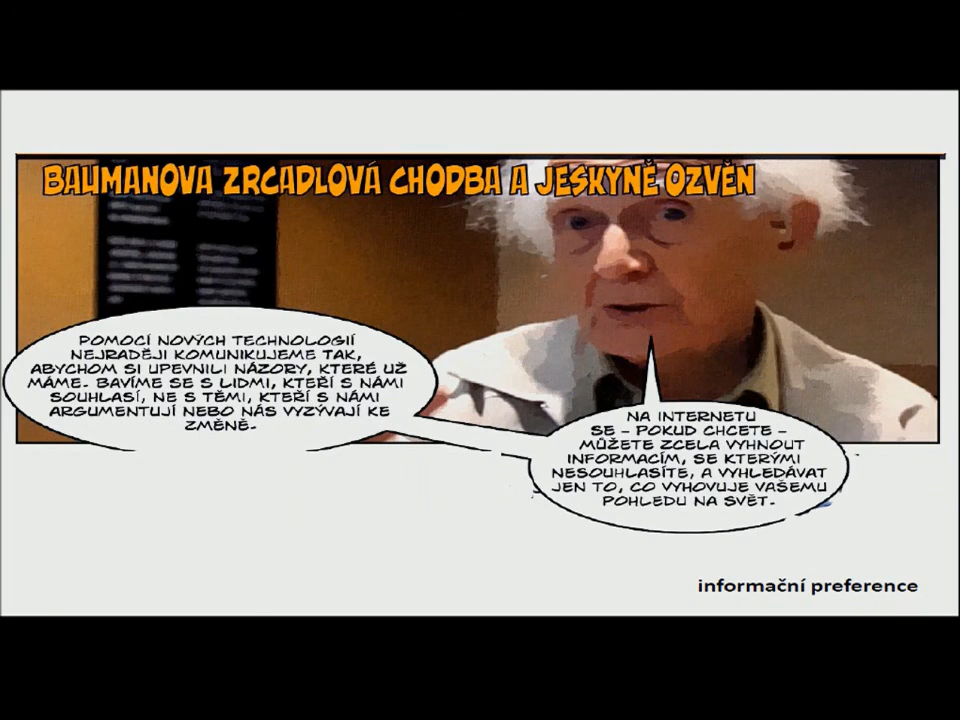 BAUMANOVA ZRCADLOVÁ CHODBA A JESKYNĚ OZVĚN
POMOCÍ NOVÝCH TECHNOLOGIÍ
NEJRADĚJI KOMUNIKUJEME TAK,
ABYCHOM SI UPEVNILI NÁZORY, KTERÉ UŽ
MÁME. BAVÍME SE S LIDMI, KTEŘÍ S NÁMI
SOUHLASÍ, NE S TĚMI, KTEŘÍ S NÁMI
ARGUMENTUJÍ NEBO NÁS VYZÝVAJÍ KE
ZMĚNĚ.
NA INTERNETU
SE – POKUD CHCETE –
MŮŽETE ZCELA VYHNOUT
INFORMACÍM, SE KTERÝMI
NESOUHLASÍTE, A VYHLEDÁVAT
JEN TO, CO VYHOVUJE VAŠEMU
POHLEDU NA SVĚT.
informační preference